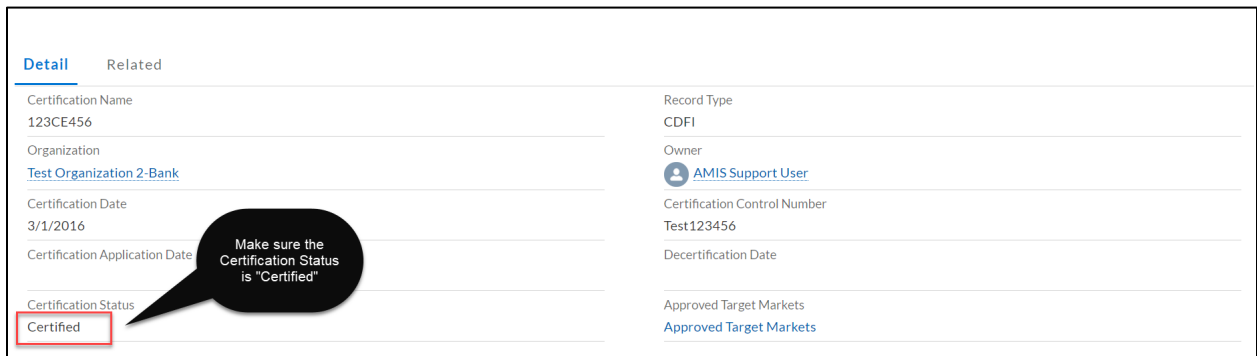 Detail Related
Certification Name Record Type
123CE456 CDFI
Organization Owner
Test Organization 2-Bank AMIS Support User
Certification Date Certification Control Number
3/1/2016 Test123456
Make sure the
Certification Status
is "Certified"
Certification Application Date Decertification Date
Certification Status Approved Target Markets
Certified Approved Target Markets